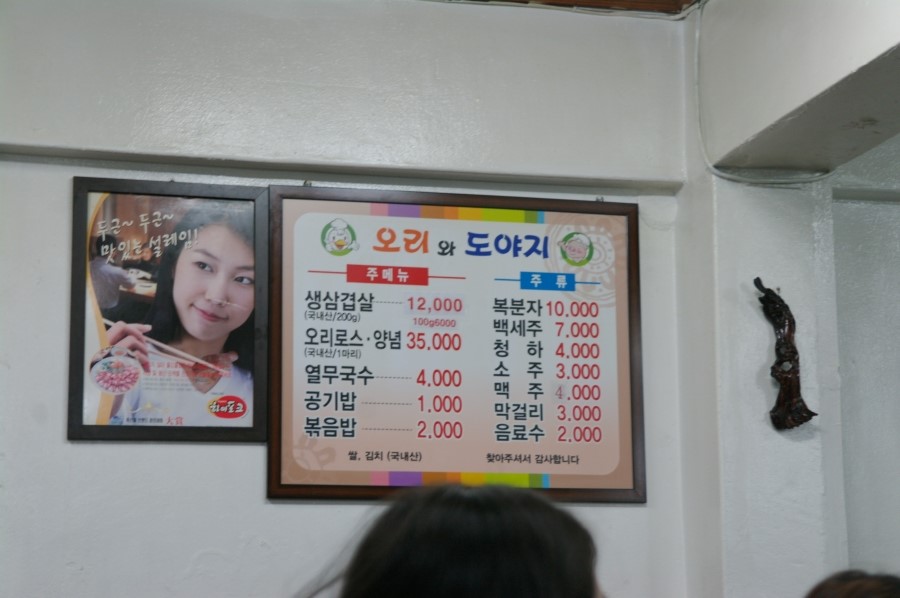 두근~ 두근~
맛있는 설레임!
大賞
오리 와 도야지
주메뉴
생삼겹살 12,000
(국내산/200g) 100g6000
오리로스·양념 35.000
(국내산/1마리)
열무국수 4.000
공기밥 1.000
볶음밥 2.000
쌀, 김치 (국내산)
주 류
복분자 10.000
백세주 7.000
청 하 4.000
소 주 3.000
맥 주 4.000
막걸리 3.000
음료수 2.000
찾아주셔서 감사합니다